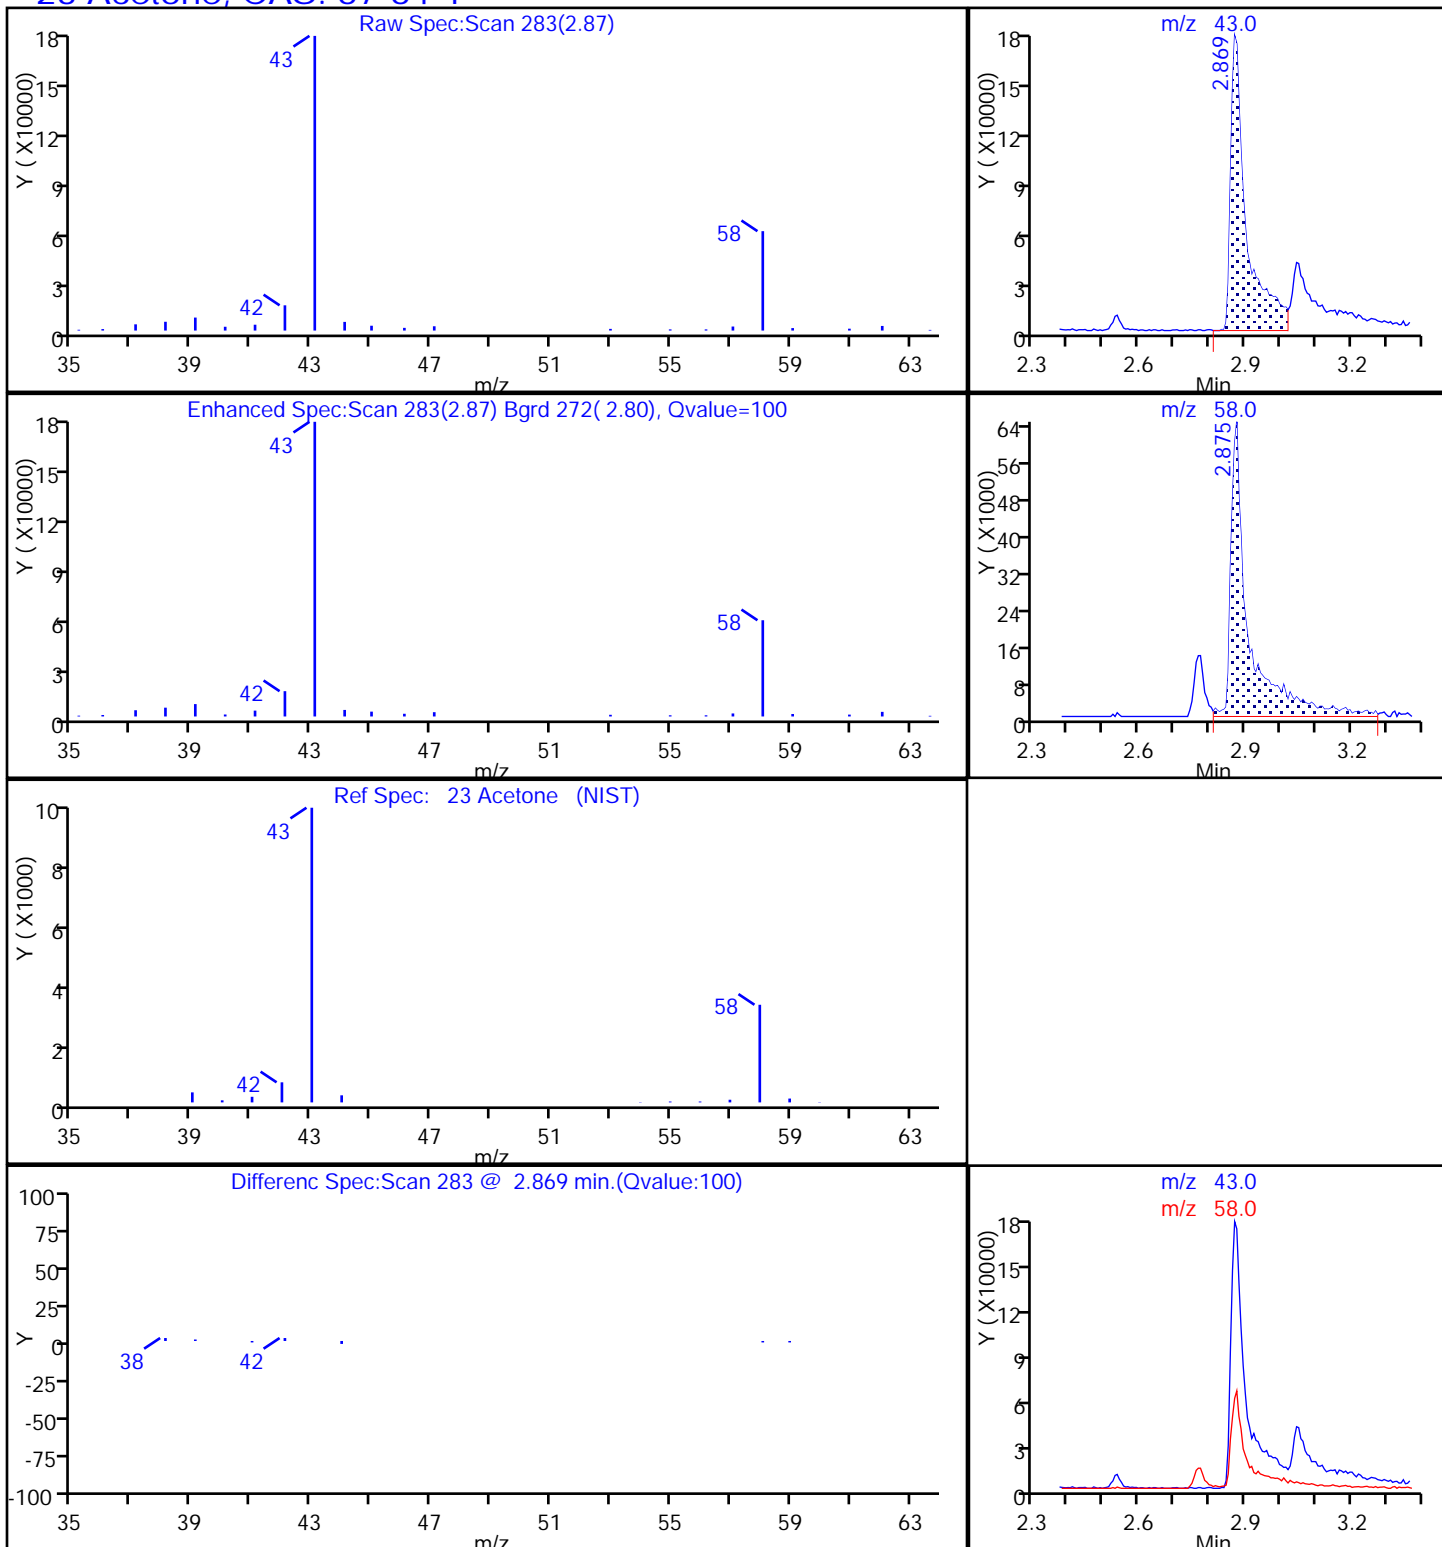 Raw Spec:Scan 283(2.87)
18
15
12
9
6
3
0
Y ( X10000)
43
42
58
35 39 43 47 51 55 59 63
m/z
m/z 43.0
18
15
12
9
6
3
0
Y ( X10000)
2.869
2.3 2.6 2.9 3.2
Min
Enhanced Spec:Scan 283(2.87) Bgrd 272( 2.80), Qvalue=100
18
15
12
9
6
3
0
Y ( X10000)
43
42
58
35 39 43 47 51 55 59 63
m/z
m/z 58.0
64
56
48
40
32
24
16
8
0
Y ( X1000)
2.875
2.3 2.6 2.9 3.2
Min
Ref Spec: 23 Acetone (NIST)
10
8
6
4
2
0
Y ( X1000)
43
42
58
35 39 43 47 51 55 59 63
m/z
Differenc Spec:Scan 283 @ 2.869 min.(Qvalue:100)
100
75
50
25
0
-25
-50
-75
-100
Y
38
42
35 39 43 47 51 55 59 63
m/z
m/z 43.0
m/z 58.0
18
15
12
9
6
3
0
Y ( X10000)
2.3 2.6 2.9 3.2
Min